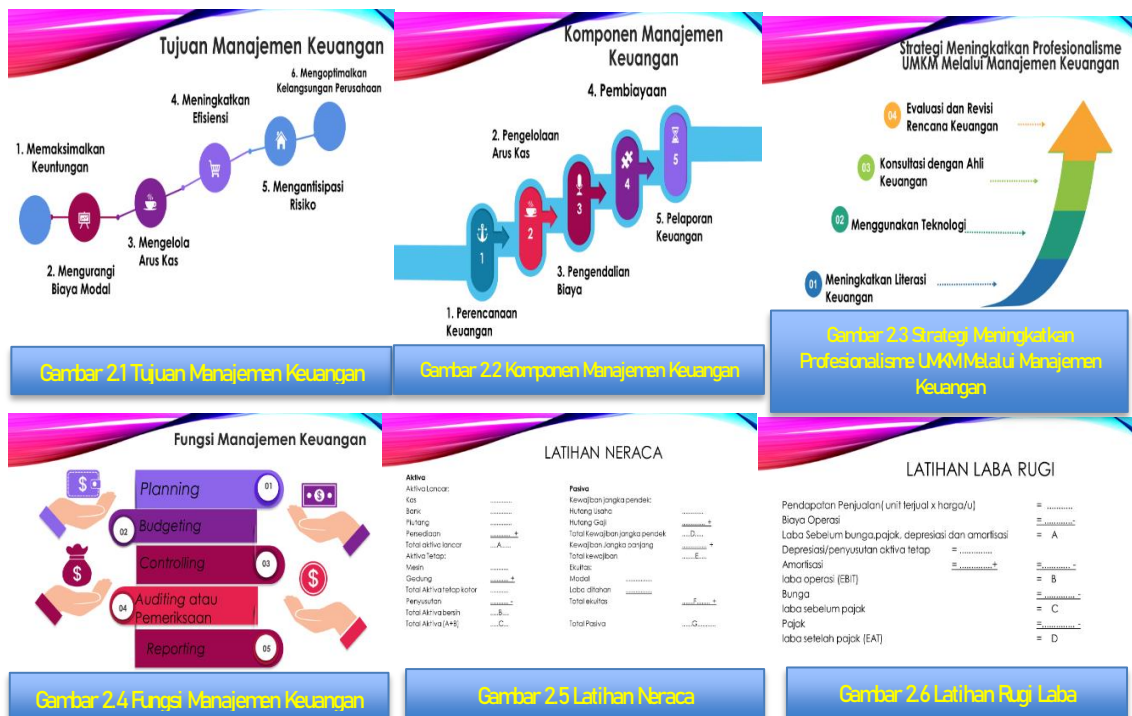 Tujuan Manajemen Keuangan
1. Memaksimalkan
Keuntungan
2. Mengurangi
Biaya Modal
3. Mengelola
Arus Kas
4. Meningkatkan
Efisiensi
5. Mengantisipasi
Risiko
6. Mengoptimalkan
Kelangsungan Perusahaan
Gambar 2.1 Tujuan Manajemen Keuangan
Komponen Manajemen
Keuangan
1
2
3
4
5
1. Perencanaan
Keuangan
2. Pengelolaan
Arus Kas
3. Pengendalian
Biaya
4. Pembiayaan
5. Pelaporan
Keuangan
Gambar 2.2 Komponen Manajemen Keuangan
Strategi Meningkatkan Profesionalisme
UMKM Melalui Manajemen Keuangan
04 Evaluasi dan Revisi
Rencana Keuangan
03 Konsultasi dengan Ahli
Keuangan
02 Menggunakan Teknologi
01 Meningkatkan Literasi
Keuangan
Gambar 2.3 Strategi Meningkatkan
Profesionalisme UMKM Melalui Manajemen
Keuangan
Fungsi Manajemen Keuangan
Planning 01
02 Budgeting
Controlling 03
04 Auditing atau
Pemeriksaan
Reporting 05
Gambar 2.4 Fungsi Manajemen Keuangan
LATIHAN NERACA
Aktiva
Aktiva Lancar:
Kas ............
Bank ............
Piutang ............
Persediaan ............ +
Total aktiva lancar ....A.....
Aktiva Tetap:
Mesin ............
Gedung ............ +
Total Aktiva tetap kotor ............
Penyusutan ............ -
Total Aktiva bersih ....B....
Total Aktiva (A+B) ....C....
Pasiva
Kewajiban jangka pendek:
Hutang Usaha ............
Hutang Gaji ............ +
Total Kewajiban jangka pendek ....D.....
Kewajiban Jangka panjang ............ +
Total kewajiban ....E.....
Ekuitas:
Modal ............
Laba ditahan ............
Total ekuitas ....F....... +
Total Pasiva .....G.........
Gambar 2.5 Latihan Neraca
LATIHAN LABA RUGI
Pendapatan Penjualan( unit terjual x harga/u) = ...........
Biaya Operasi = ...........-
Laba Sebelum bunga,pajak, depresiasi dan amortisasi = A
Depresiasi/penyusutan aktiva tetap = .............
Amortisasi = .............+ =........... -
laba operasi (EBIT) = B
Bunga = ............ -
laba sebelum pajak = C
Pajak =............. -
laba setelah pajak (EAT) = D
Gambar 2.6 Latihan Rugi Laba